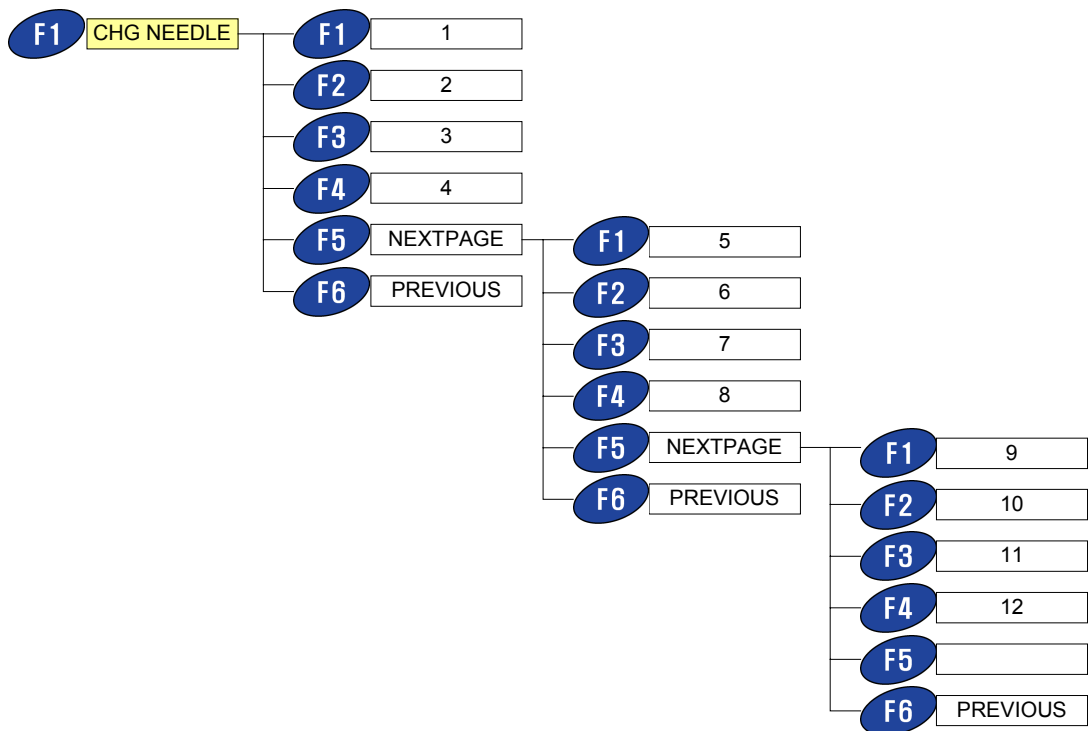 F1 CHG NEEDLE F1 1
F2 2
F3 3
F4 4
F5 NEXTPAGE F1 5
F6 PREVIOUS F2 6
F3 7
F4 8
F5 NEXTPAGE F1 9
F6 PREVIOUS F2 10
F3 11
F4 12
F5
F6 PREVIOUS